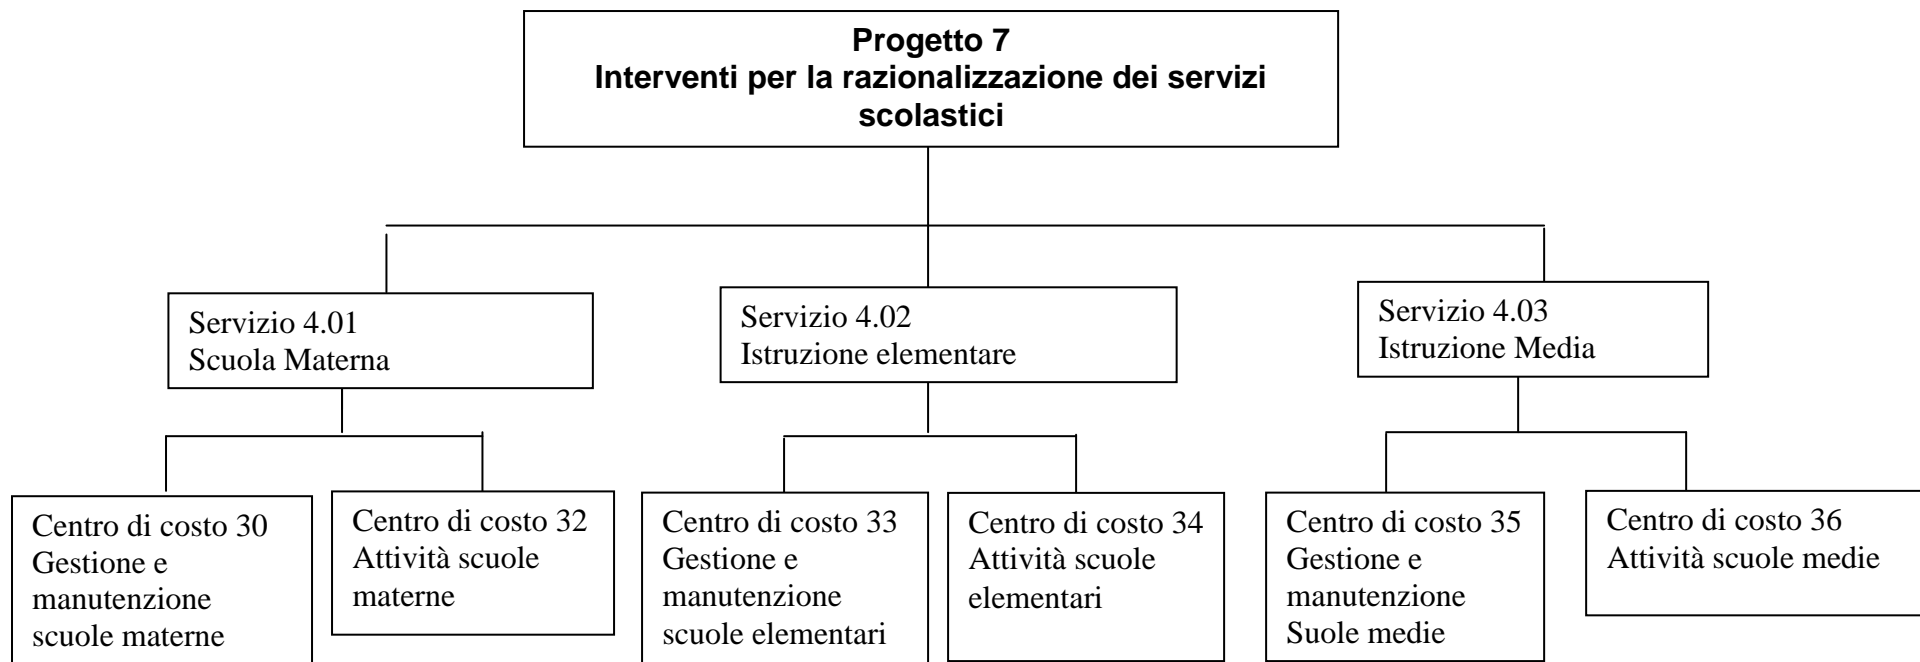 Progetto 7
Interventi per la razionalizzazione dei servizi
scolastici
Servizio 4.01
Scuola Materna
Servizio 4.02
Istruzione elementare
Servizio 4.03
Istruzione Media
Centro di costo 30
Gestione e
manutenzione
scuole materne
Centro di costo 32
Attività scuole
materne
Centro di costo 33
Gestione e
manutenzione
scuole elementari
Centro di costo 34
Attività scuole
elementari
Centro di costo 35
Gestione e
manutenzione
Suole medie
Centro di costo 36
Attività scuole medie